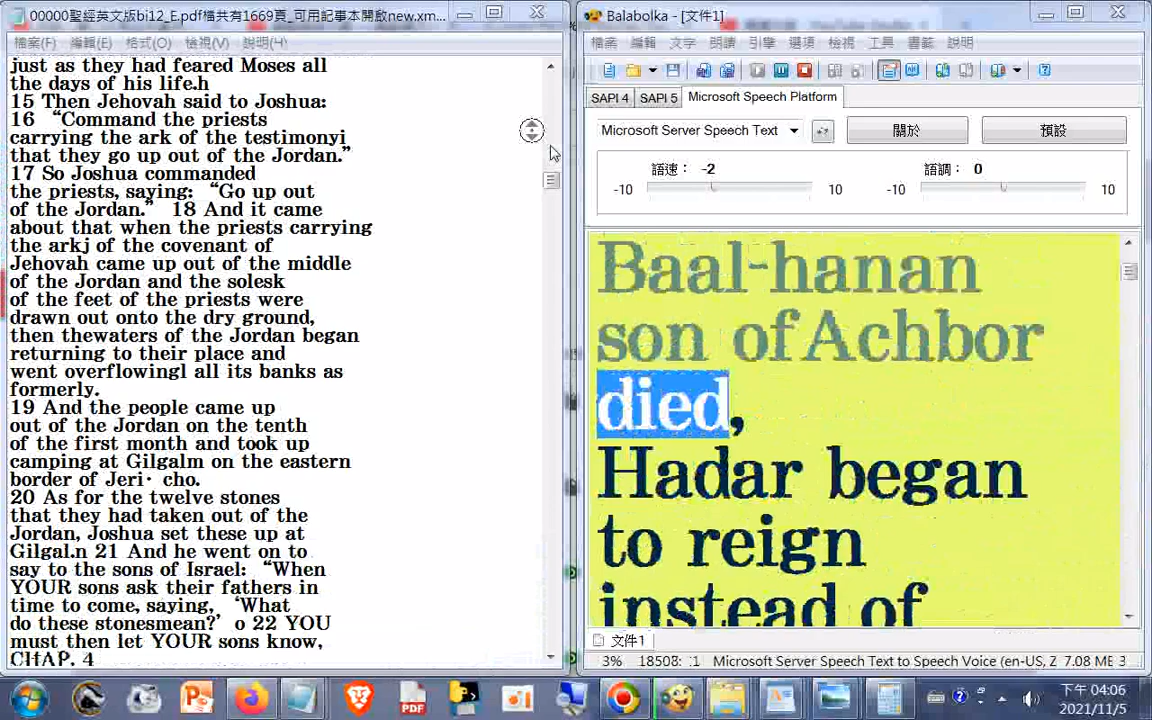 00000聖經英文版bi12_E.pdf檔共有1669頁_可用記事本開啟new.xm...
檔案(F) 編輯(E) 格式(O) 檢視(V) 說明(H)
just as they had feared Moses all
the days of his life.h
15 Then Jehovah said to Joshua:
16 “Command the priests
carrying the ark of the testimonyi
that they go up out of the Jordan.”
17 So Joshua commanded
the priests, saying: “Go up out
of the Jordan.” 18 And it came
about that when the priests carrying
the arkj of the covenant of
Jehovah came up out of the middle
of the Jordan and the solesk
of the feet of the priests were
drawn out onto the dry ground,
then thewaters of the Jordan began
returning to their place and
went overflowingl all its banks as
formerly.
19 And the people came up
out of the Jordan on the tenth
of the first month and took up
camping at Gilgalm on the eastern
border of Jeri· cho.
20 As for the twelve stones
that they had taken out of the
Jordan, Joshua set these up at
Gilgal.n 21 And he went on to
say to the sons of Israel: “When
YOUR sons ask their fathers in
time to come, saying, ‘What
do these stonesmean?’ o 22 YOU
must then let YOUR sons know,
CHAP. 4
Balabolka - [文件1]
檔案 編輯 文字 朗讀 引擎 選項 檢視 工具 書籤 說明
SAPI 4 SAPI 5 Microsoft Speech Platform
Microsoft Server Speech Text 關於 預設
語速： -2 語調： 0
-10 10 -10 10
Baal-hanan
son of Achbor
died,
Hadar began
to reign
instead of
文件1
3% 18508: :1 Microsoft Server Speech Text to Speech Voice (en-US, Z 7.08 MB 3
下午 04:06
2021/11/5